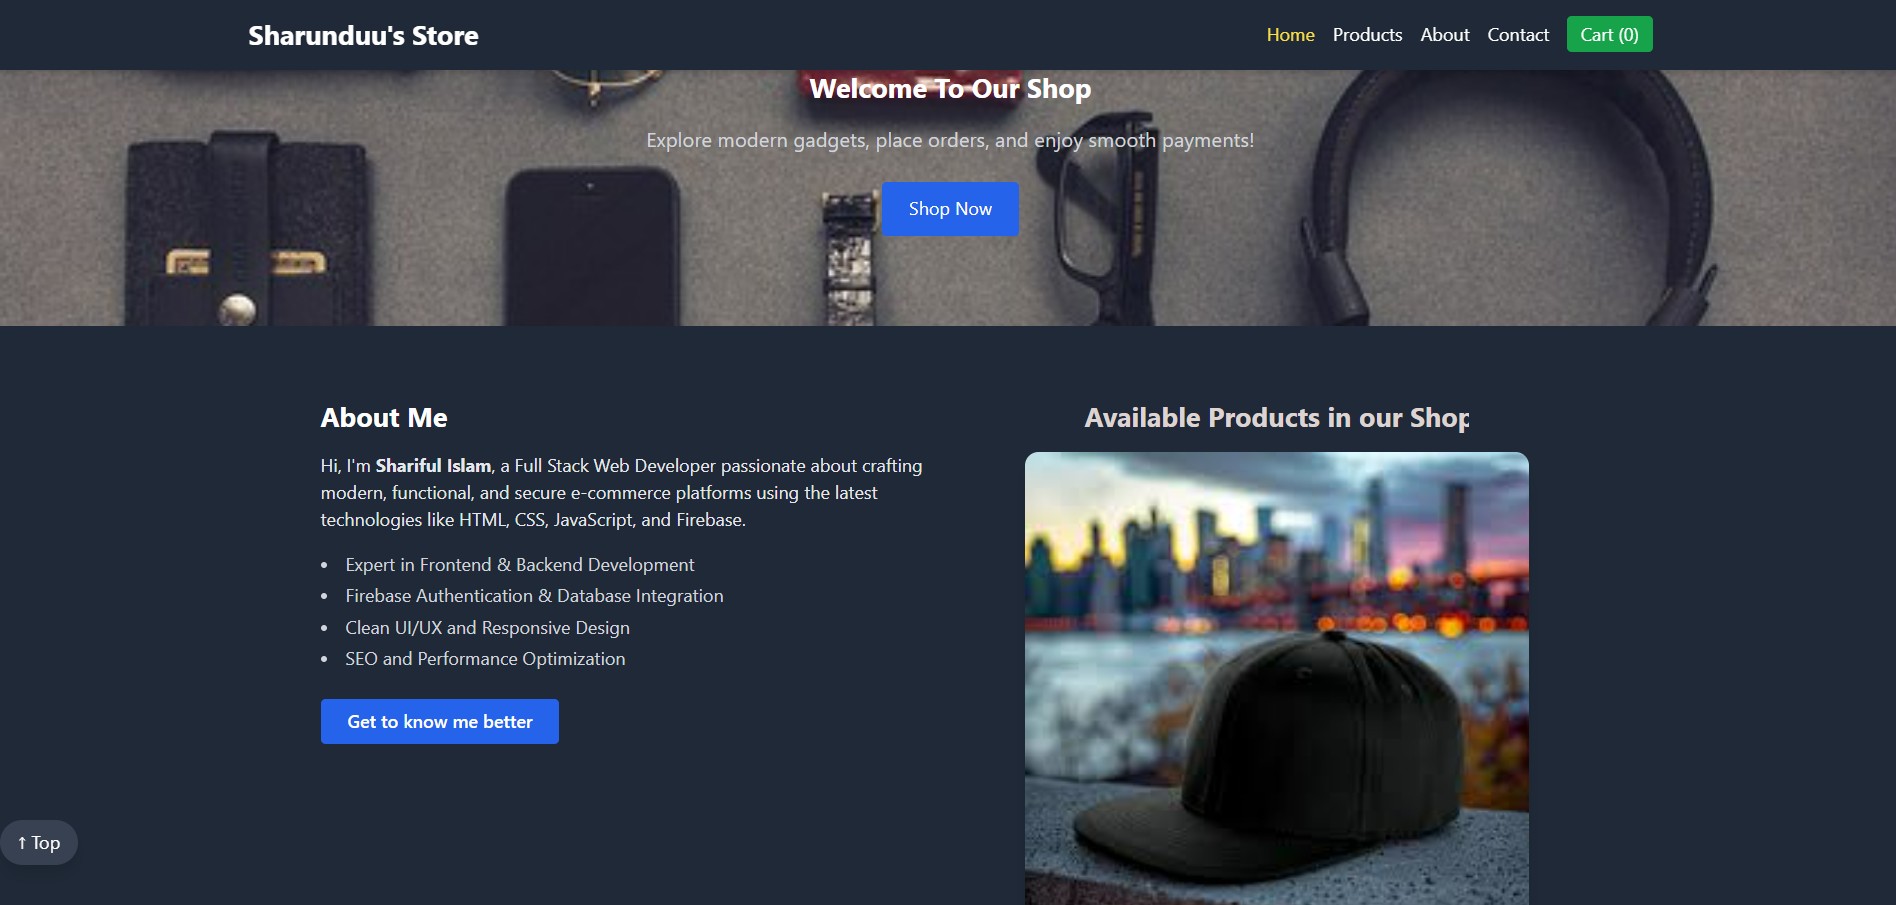 Sharunduu's Store
Home Products About Contact Cart (0)
Welcome To Our Shop
Explore modern gadgets, place orders, and enjoy smooth payments!
Shop Now
About Me
Hi, I'm Shariful Islam, a Full Stack Web Developer passionate about crafting
modern, functional, and secure e-commerce platforms using the latest
technologies like HTML, CSS, JavaScript, and Firebase.
• Expert in Frontend & Backend Development
• Firebase Authentication & Database Integration
• Clean UI/UX and Responsive Design
• SEO and Performance Optimization
Get to know me better
Available Products in our Shop
↑ Top